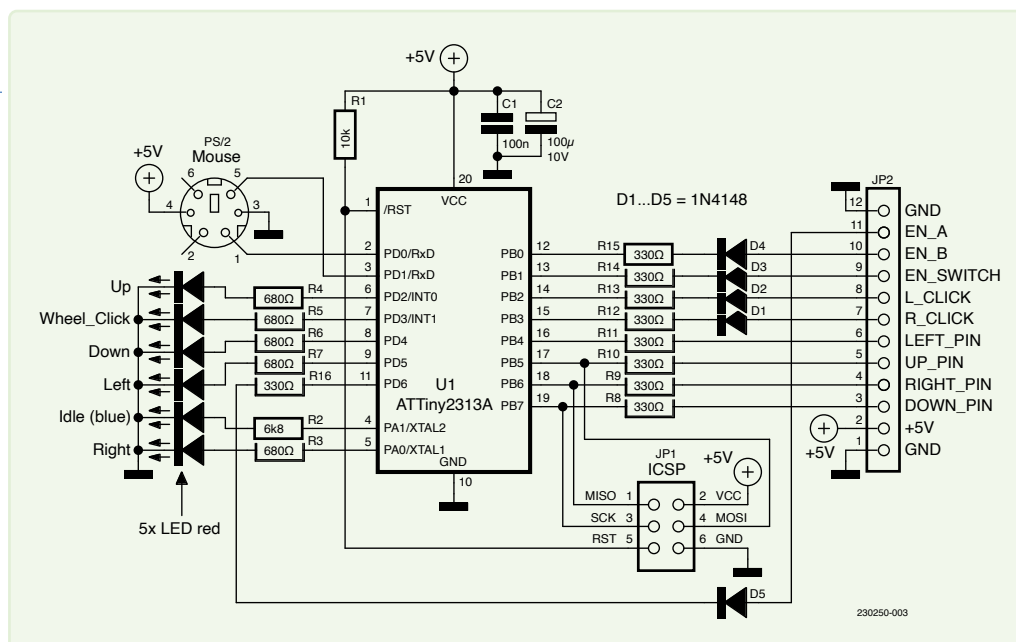 +5V
R1
10k
C1
100n
C2
100µ
10V
PS/2
Mouse
+5V
6
5
4
3
2
1
20
VCC
1
/RST
2
PD0/RxD
3
PD1/RxD
6
PD2/INT0
7
PD3/INT1
8
PD4
9
PD5
11
PD6
4
PA1/XTAL2
5
PA0/XTAL1
GND
10
U1
ATTiny2313A
PB0
12
PB1
13
PB2
14
PB3
15
PB4
16
PB5
17
PB6
18
PB7
19
Up
Wheel_Click
Down
Left
Idle (blue)
Right
5x LED red
R4
680Ω
R5
680Ω
R6
680Ω
R7
680Ω
R16
330Ω
R2
6k8
R3
680Ω
D1...D5 = 1N4148
R15
330Ω
D4
R14
330Ω
D3
R13
330Ω
D2
R12
330Ω
D1
R11
330Ω
R10
330Ω
R9
330Ω
R8
330Ω
JP2
12
GND
11
EN_A
10
EN_B
9
EN_SWITCH
8
L_CLICK
7
R_CLICK
6
LEFT_PIN
5
UP_PIN
4
RIGHT_PIN
3
DOWN_PIN
2
+5V
1
GND
+5V
JP1
ICSP
+5V
MISO
1
2
VCC
SCK
3
4
MOSI
RST
5
6
GND
D5
230250-003